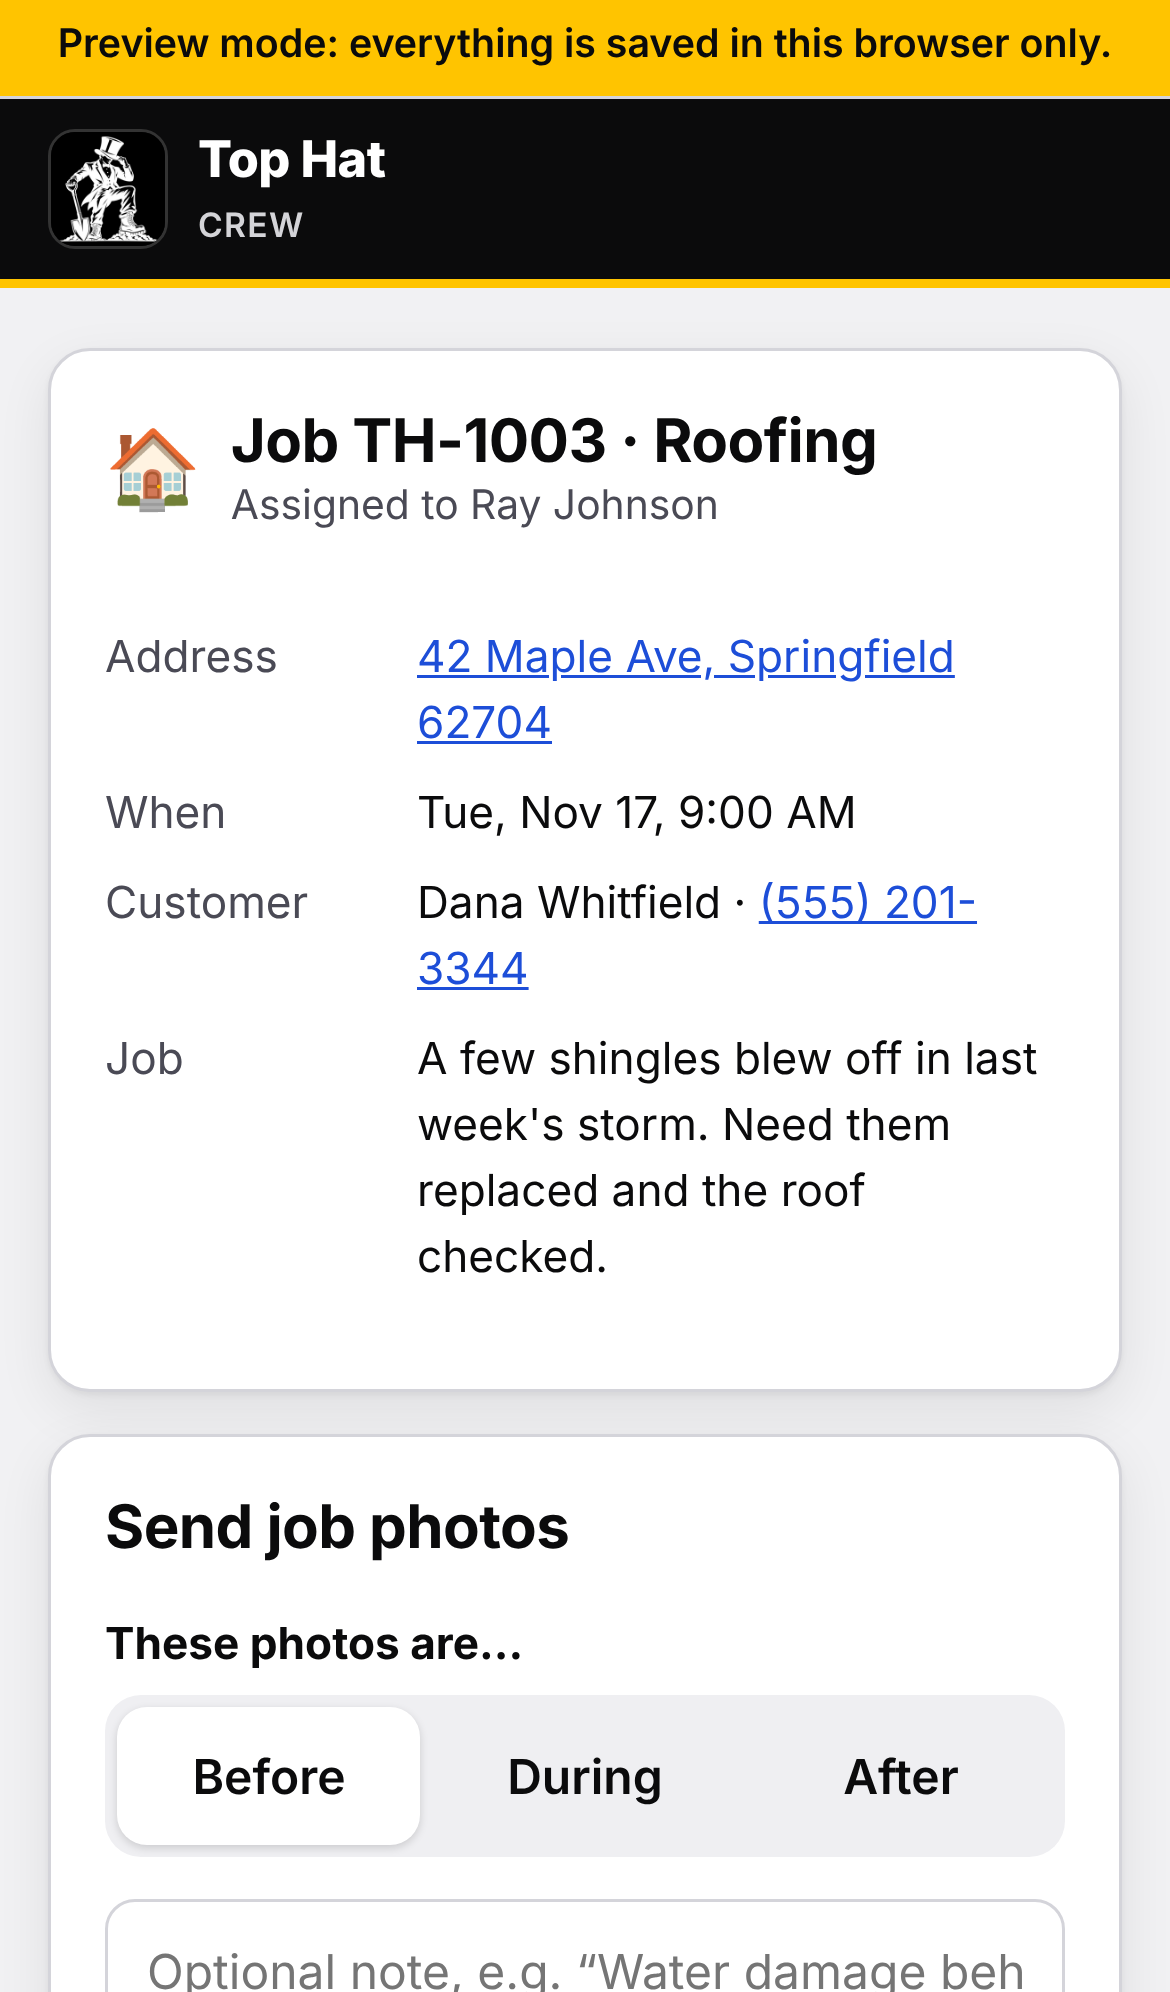 Preview mode: everything is saved in this browser only.
Top Hat
CREW
Job TH-1003 · Roofing
Assigned to Ray Johnson
Address
42 Maple Ave, Springfield
62704
When
Tue, Nov 17, 9:00 AM
Customer
Dana Whitfield · (555) 201-
3344
Job
A few shingles blew off in last
week's storm. Need them
replaced and the roof
checked.
Send job photos
These photos are…
Before
During
After
Optional note, e.g. “Water damage beh